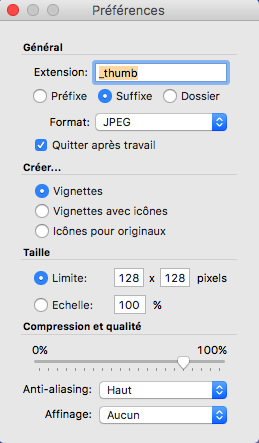 Préférences
Général
Extension: _thumb
Préfixe Suffixe Dossier
Format: JPEG
Quitter après travail
Créer...
Vignettes
Vignettes avec icônes
Icônes pour originaux
Taille
Limite: 128 x 128 pixels
Echelle: 100 %
Compression et qualité
0% 100%
Anti-aliasing: Haut
Affinage: Aucun